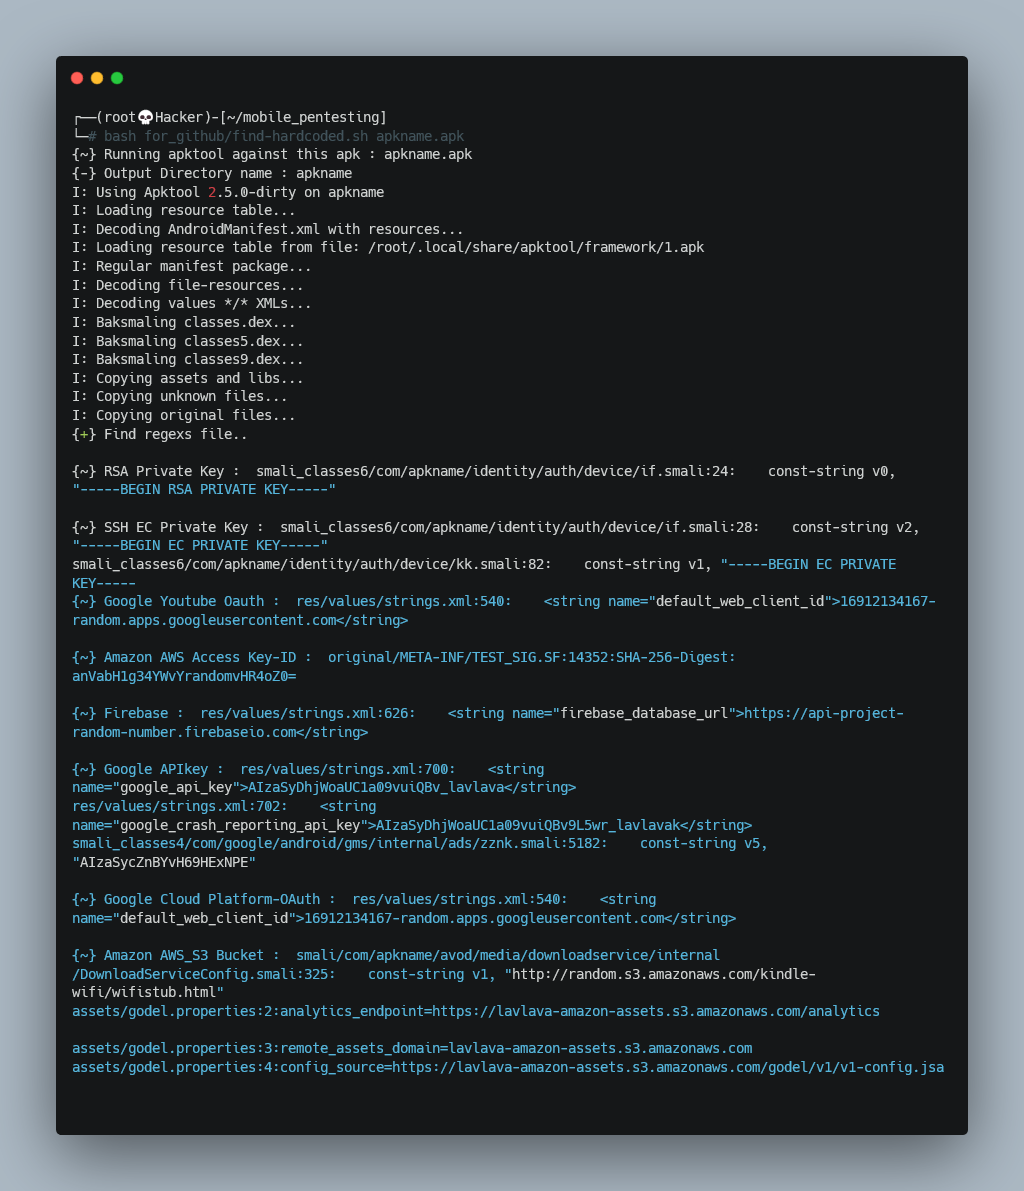 ┌──(root💀Hacker)-[~/mobile_pentesting]
└─# bash for_github/find-hardcoded.sh apkname.apk
{~} Running apktool against this apk : apkname.apk
{-} Output Directory name : apkname
I: Using Apktool 2.5.0-dirty on apkname
I: Loading resource table...
I: Decoding AndroidManifest.xml with resources...
I: Loading resource table from file: /root/.local/share/apktool/framework/1.apk
I: Regular manifest package...
I: Decoding file-resources...
I: Decoding values */* XMLs...
I: Baksmaling classes.dex...
I: Baksmaling classes5.dex...
I: Baksmaling classes9.dex...
I: Copying assets and libs...
I: Copying unknown files...
I: Copying original files...
{+} Find regexs file..
{~} RSA Private Key :  smali_classes6/com/apkname/identity/auth/device/if.smali:24:    const-string v0,
"-----BEGIN RSA PRIVATE KEY-----"
{~} SSH EC Private Key :  smali_classes6/com/apkname/identity/auth/device/if.smali:28:    const-string v2,
"-----BEGIN EC PRIVATE KEY-----"
smali_classes6/com/apkname/identity/auth/device/kk.smali:82:    const-string v1, "-----BEGIN EC PRIVATE
KEY-----
{~} Google Youtube Oauth :  res/values/strings.xml:540:    <string name="default_web_client_id">16912134167-
random.apps.googleusercontent.com</string>
{~} Amazon AWS Access Key-ID :  original/META-INF/TEST_SIG.SF:14352:SHA-256-Digest:
anVabH1g34YWvYrandomvHR4oZ0=
{~} Firebase :  res/values/strings.xml:626:    <string name="firebase_database_url">https://api-project-
random-number.firebaseio.com</string>
{~} Google APIkey :  res/values/strings.xml:700:    <string
name="google_api_key">AIzaSyDhjWoaUC1a09vuiQBv_lavlava</string>
res/values/strings.xml:702:    <string
name="google_crash_reporting_api_key">AIzaSyDhjWoaUC1a09vuiQBv9L5wr_lavlavak</string>
smali_classes4/com/google/android/gms/internal/ads/zznk.smali:5182:    const-string v5,
"AIzaSycZnBYvH69HExNPE"
{~} Google Cloud Platform-OAuth :  res/values/strings.xml:540:    <string
name="default_web_client_id">16912134167-random.apps.googleusercontent.com</string>
{~} Amazon AWS_S3 Bucket :  smali/com/apkname/avod/media/downloadservice/internal
/DownloadServiceConfig.smali:325:    const-string v1, "http://random.s3.amazonaws.com/kindle-
wifi/wifistub.html"
assets/godel.properties:2:analytics_endpoint=https://lavlava-amazon-assets.s3.amazonaws.com/analytics
assets/godel.properties:3:remote_assets_domain=lavlava-amazon-assets.s3.amazonaws.com
assets/godel.properties:4:config_source=https://lavlava-amazon-assets.s3.amazonaws.com/godel/v1/v1-config.jsa